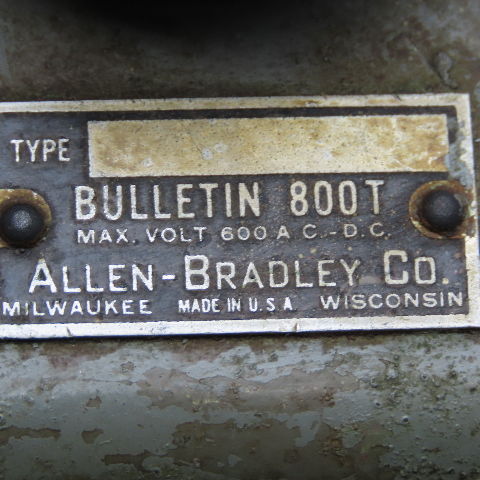 TYPE
BULLETIN 800T
MAX. VOLT 600 A C.-D.C.
ALLEN-BRADLEY CO.
MILWAUKEE MADE IN U.S.A. WISCONSIN